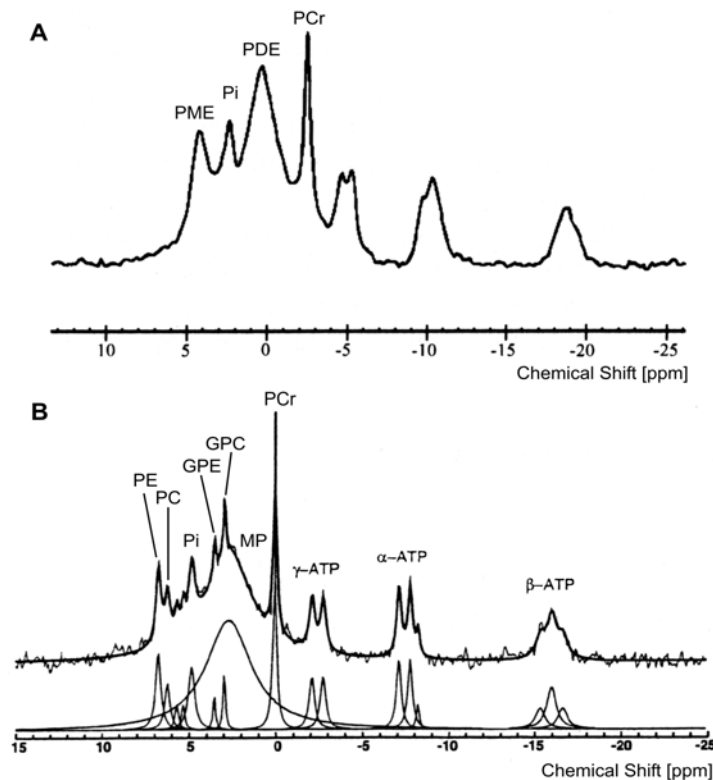 A
PCr
PDE
Pi
PME
10 5 0 -5 -10 -15 -20 -25
Chemical Shift [ppm]
B
PCr
GPC
GPE
PE
PC
Pi
MP
γ–ATP
α–ATP
β–ATP
15 10 5 0 -5 -10 -15 -20 -25
Chemical Shift [ppm]